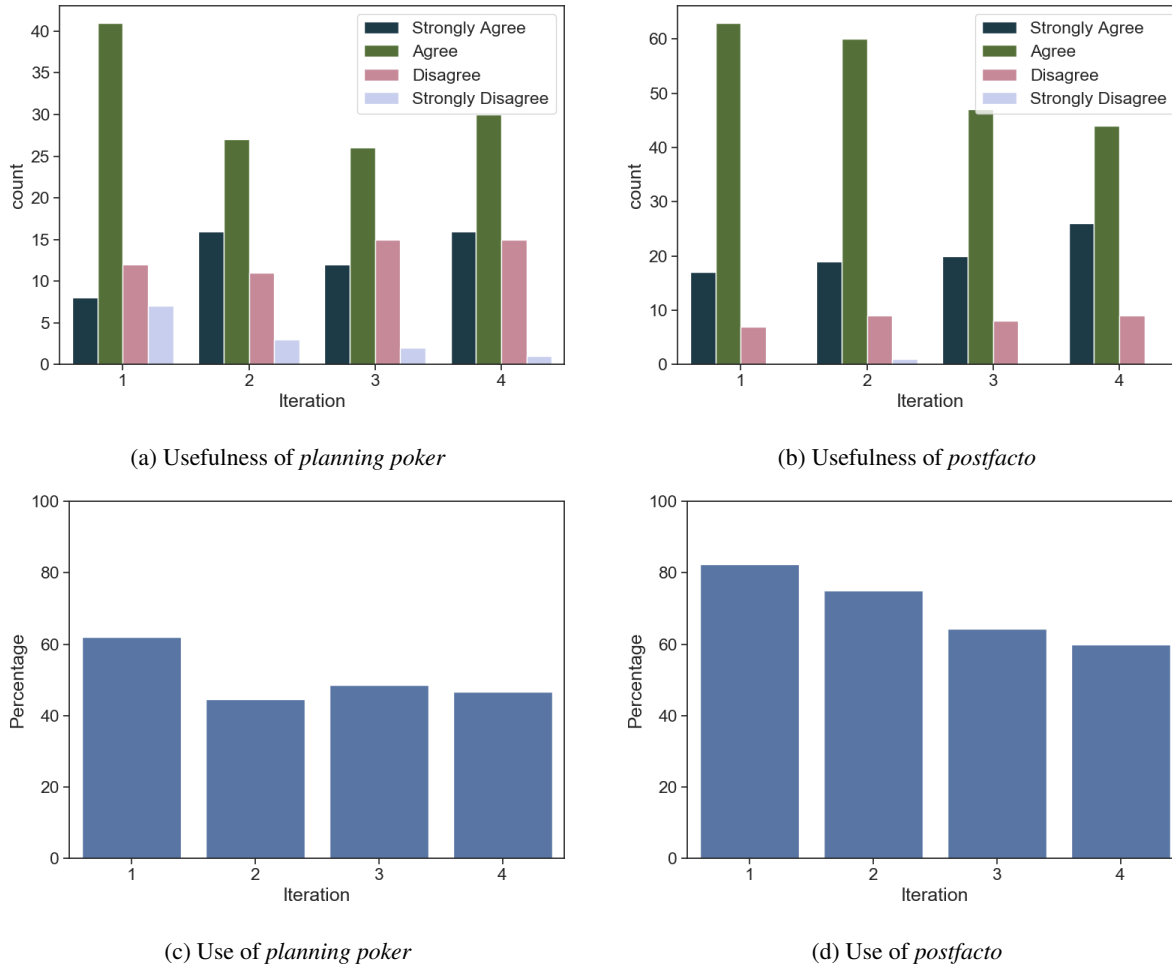 40
35
30
25
20
15
10
5
0
count
1 2 3 4
Iteration
Strongly Agree
Agree
Disagree
Strongly Disagree
(a) Usefulness of planning poker
60
50
40
30
20
10
0
count
1 2 3 4
Iteration
Strongly Agree
Agree
Disagree
Strongly Disagree
(b) Usefulness of postfacto
100
80
60
40
20
0
Percentage
1 2 3 4
Iteration
(c) Use of planning poker
100
80
60
40
20
0
Percentage
1 2 3 4
Iteration
(d) Use of postfacto